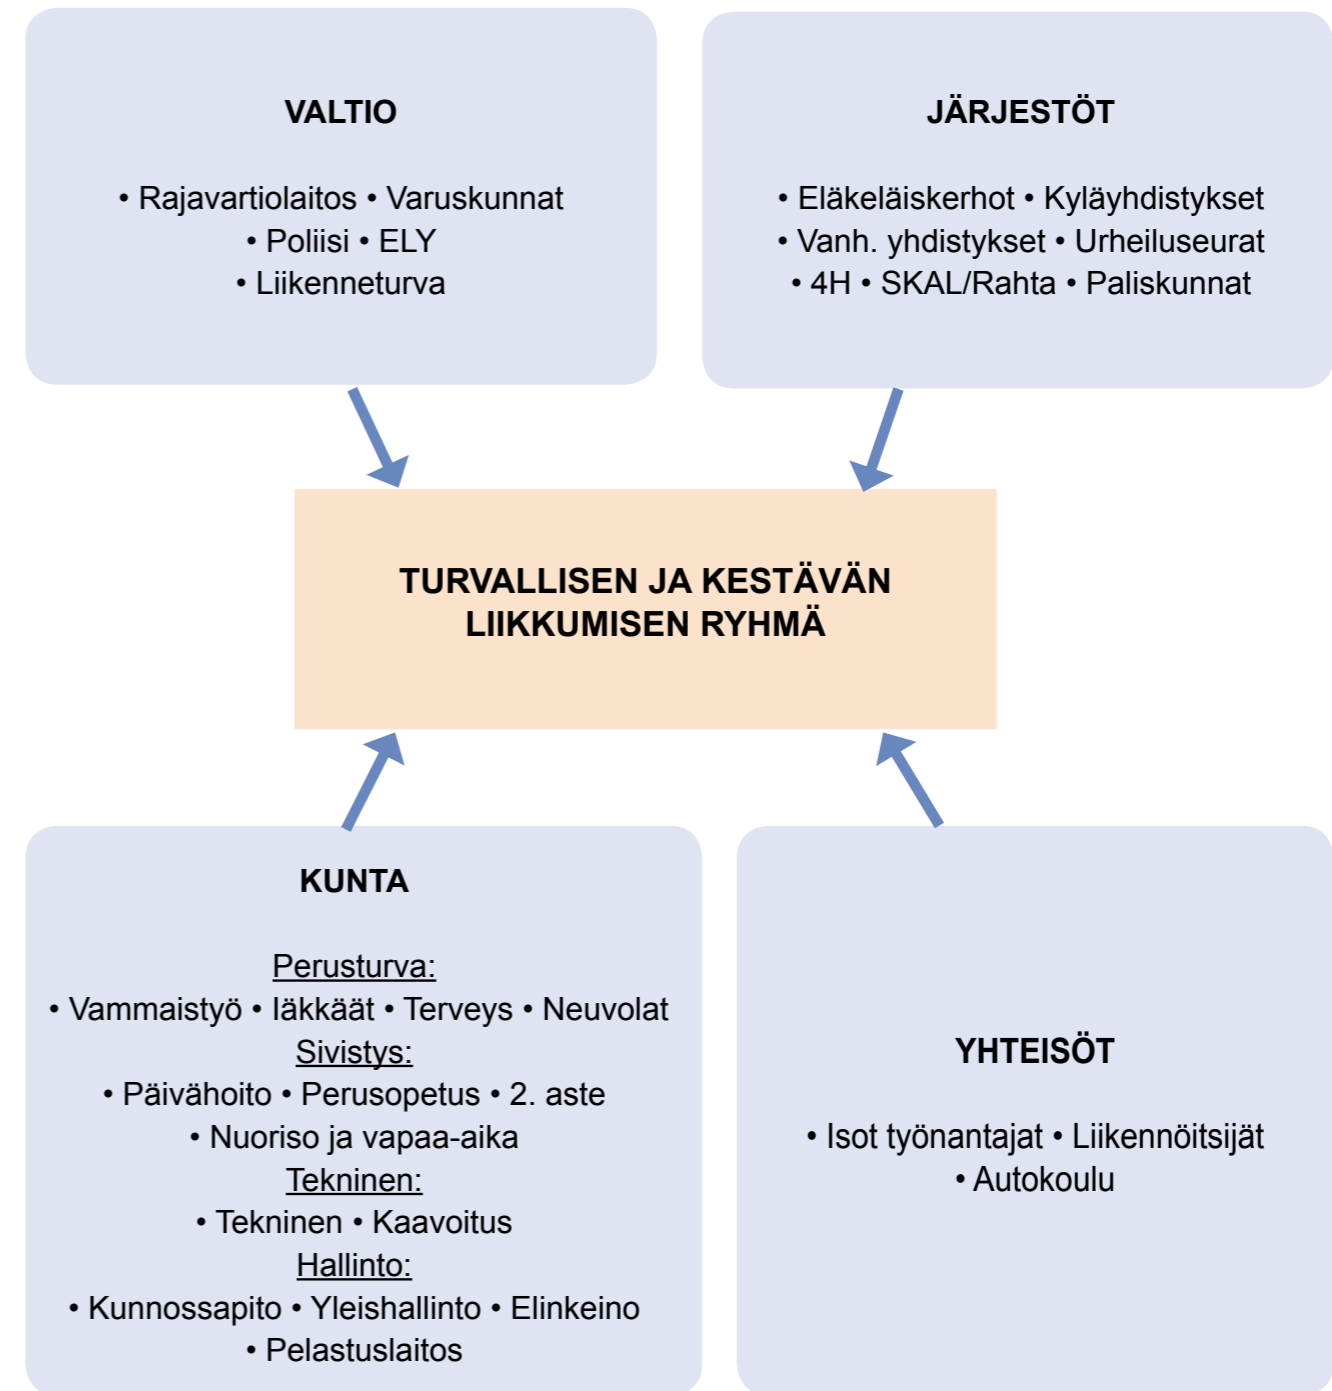 VALTIO
• Rajavartiolaitos • Varuskunnat
• Poliisi • ELY
• Liikenneturva
JÄRJESTÖT
• Eläkeläiskerhot • Kyläyhdistykset
• Vanh. yhdistykset • Urheiluseurat
• 4H • SKAL/Rahta • Paliskunnat
TURVALLISEN JA KESTÄVÄN
LIIKKUMISEN RYHMÄ
KUNTA
Perusturva:
• Vammaistyö • Iäkkäät • Terveys • Neuvolat
Sivistys:
• Päivähoito • Perusopetus • 2. aste
• Nuoriso ja vapaa-aika
Tekninen:
• Tekninen • Kaavoitus
Hallinto:
• Kunnossapito • Yleishallinto • Elinkeino
• Pelastuslaitos
YHTEISÖT
• Isot työnantajat • Liikennöitsijät
• Autokoulu